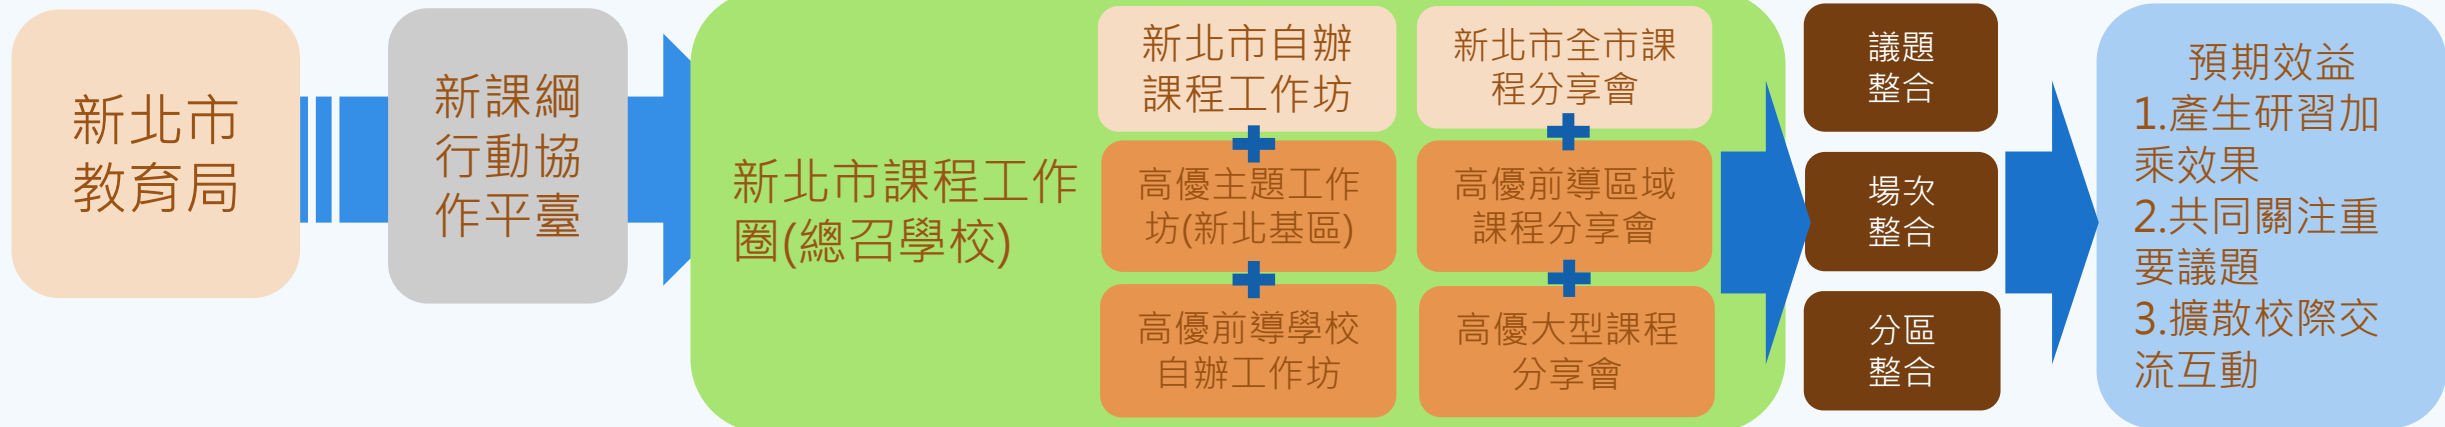 新北市
教育局
新課綱
行動協
作平臺
新北市課程工作
圈(總召學校)
新北市自辦
課程工作坊
高優主題工作
坊(新北基區)
高優前導學校
自辦工作坊
新北市全市課
程分享會
高優前導區域
課程分享會
高優大型課程
分享會
議題
整合
場次
整合
分區
整合
預期效益
1.產生研習加
乘效果
2.共同關注重
要議題
3.擴散校際交
流互動